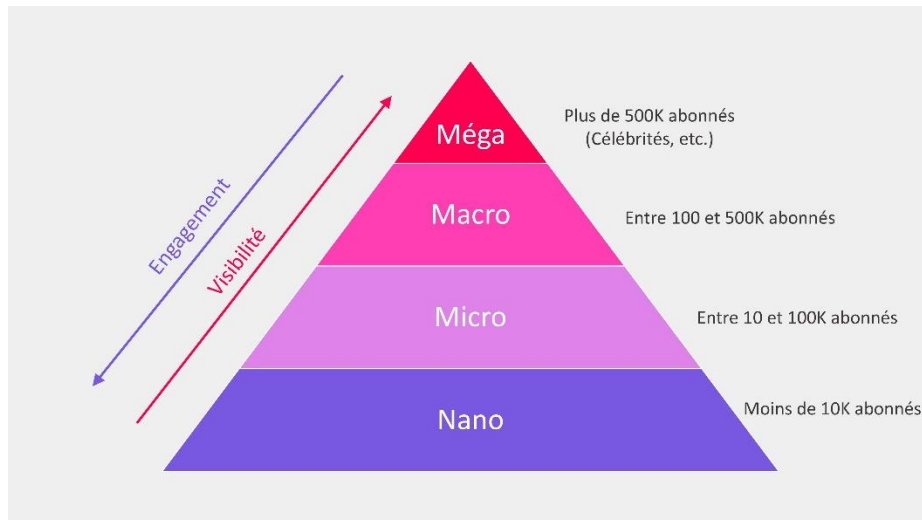 Engagement
Visibilité
Méga
Plus de 500K abonnés
(Célébrités, etc.)
Macro
Entre 100 et 500K abonnés
Micro
Entre 10 et 100K abonnés
Nano
Moins de 10K abonnés